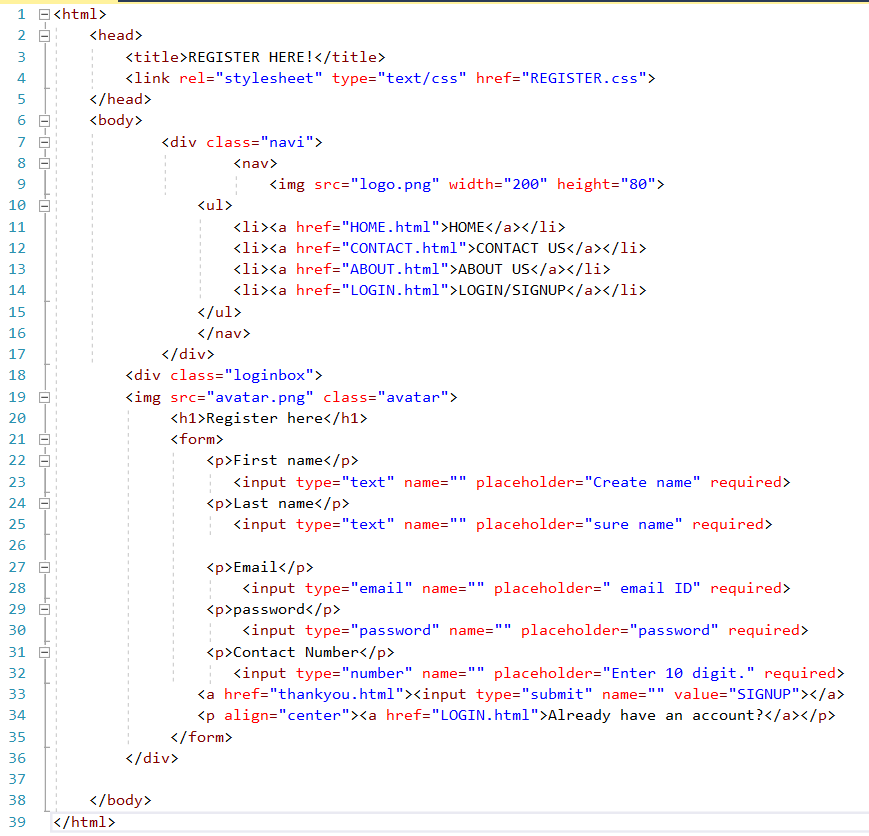 1 <html>
2 <head>
3 <title>REGISTER HERE!</title>
4 <link rel="stylesheet" type="text/css" href="REGISTER.css">
5 </head>
6 <body>
7 <div class="navi">
8 <nav>
9 <img src="logo.png" width="200" height="80">
10 <ul>
11 <li><a href="HOME.html">HOME</a></li>
12 <li><a href="CONTACT.html">CONTACT US</a></li>
13 <li><a href="ABOUT.html">ABOUT US</a></li>
14 <li><a href="LOGIN.html">LOGIN/SIGNUP</a></li>
15 </ul>
16 </nav>
17 </div>
18 <div class="loginbox">
19 <img src="avatar.png" class="avatar">
20 <h1>Register here</h1>
21 <form>
22 <p>First name</p>
23 <input type="text" name="" placeholder="Create name" required>
24 <p>Last name</p>
25 <input type="text" name="" placeholder="sure name" required>
26
27 <p>Email</p>
28 <input type="email" name="" placeholder=" email ID" required>
29 <p>password</p>
30 <input type="password" name="" placeholder="password" required>
31 <p>Contact Number</p>
32 <input type="number" name="" placeholder="Enter 10 digit." required>
33 <a href="thankyou.html"><input type="submit" name="" value="SIGNUP"></a>
34 <p align="center"><a href="LOGIN.html">Already have an account?</a></p>
35 </form>
36 </div>
37
38 </body>
39 </html>